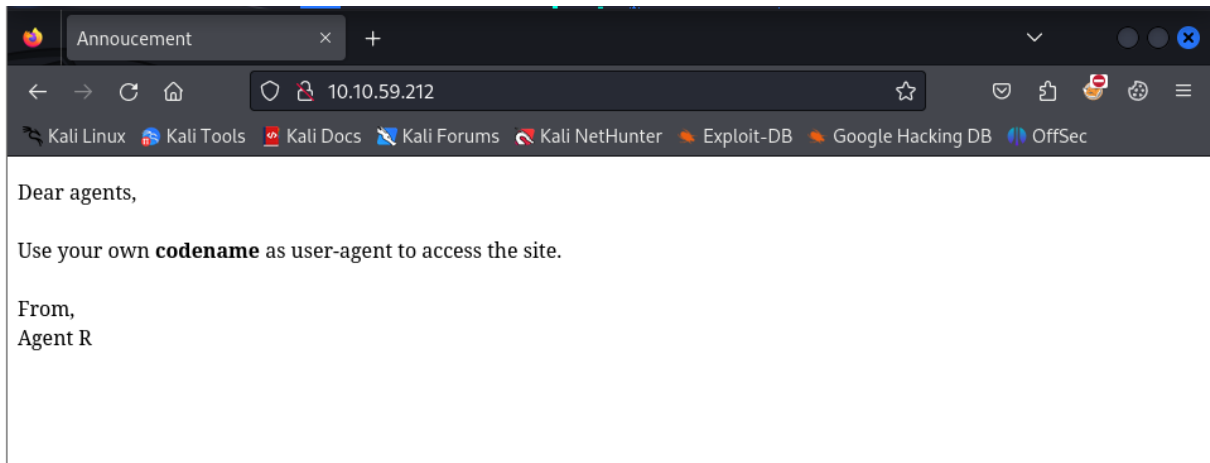 Annoucement
10.10.59.212
Kali Linux Kali Tools Kali Docs Kali Forums Kali NetHunter Exploit-DB Google Hacking DB OffSec
Dear agents,
Use your own codename as user-agent to access the site.
From,
Agent R